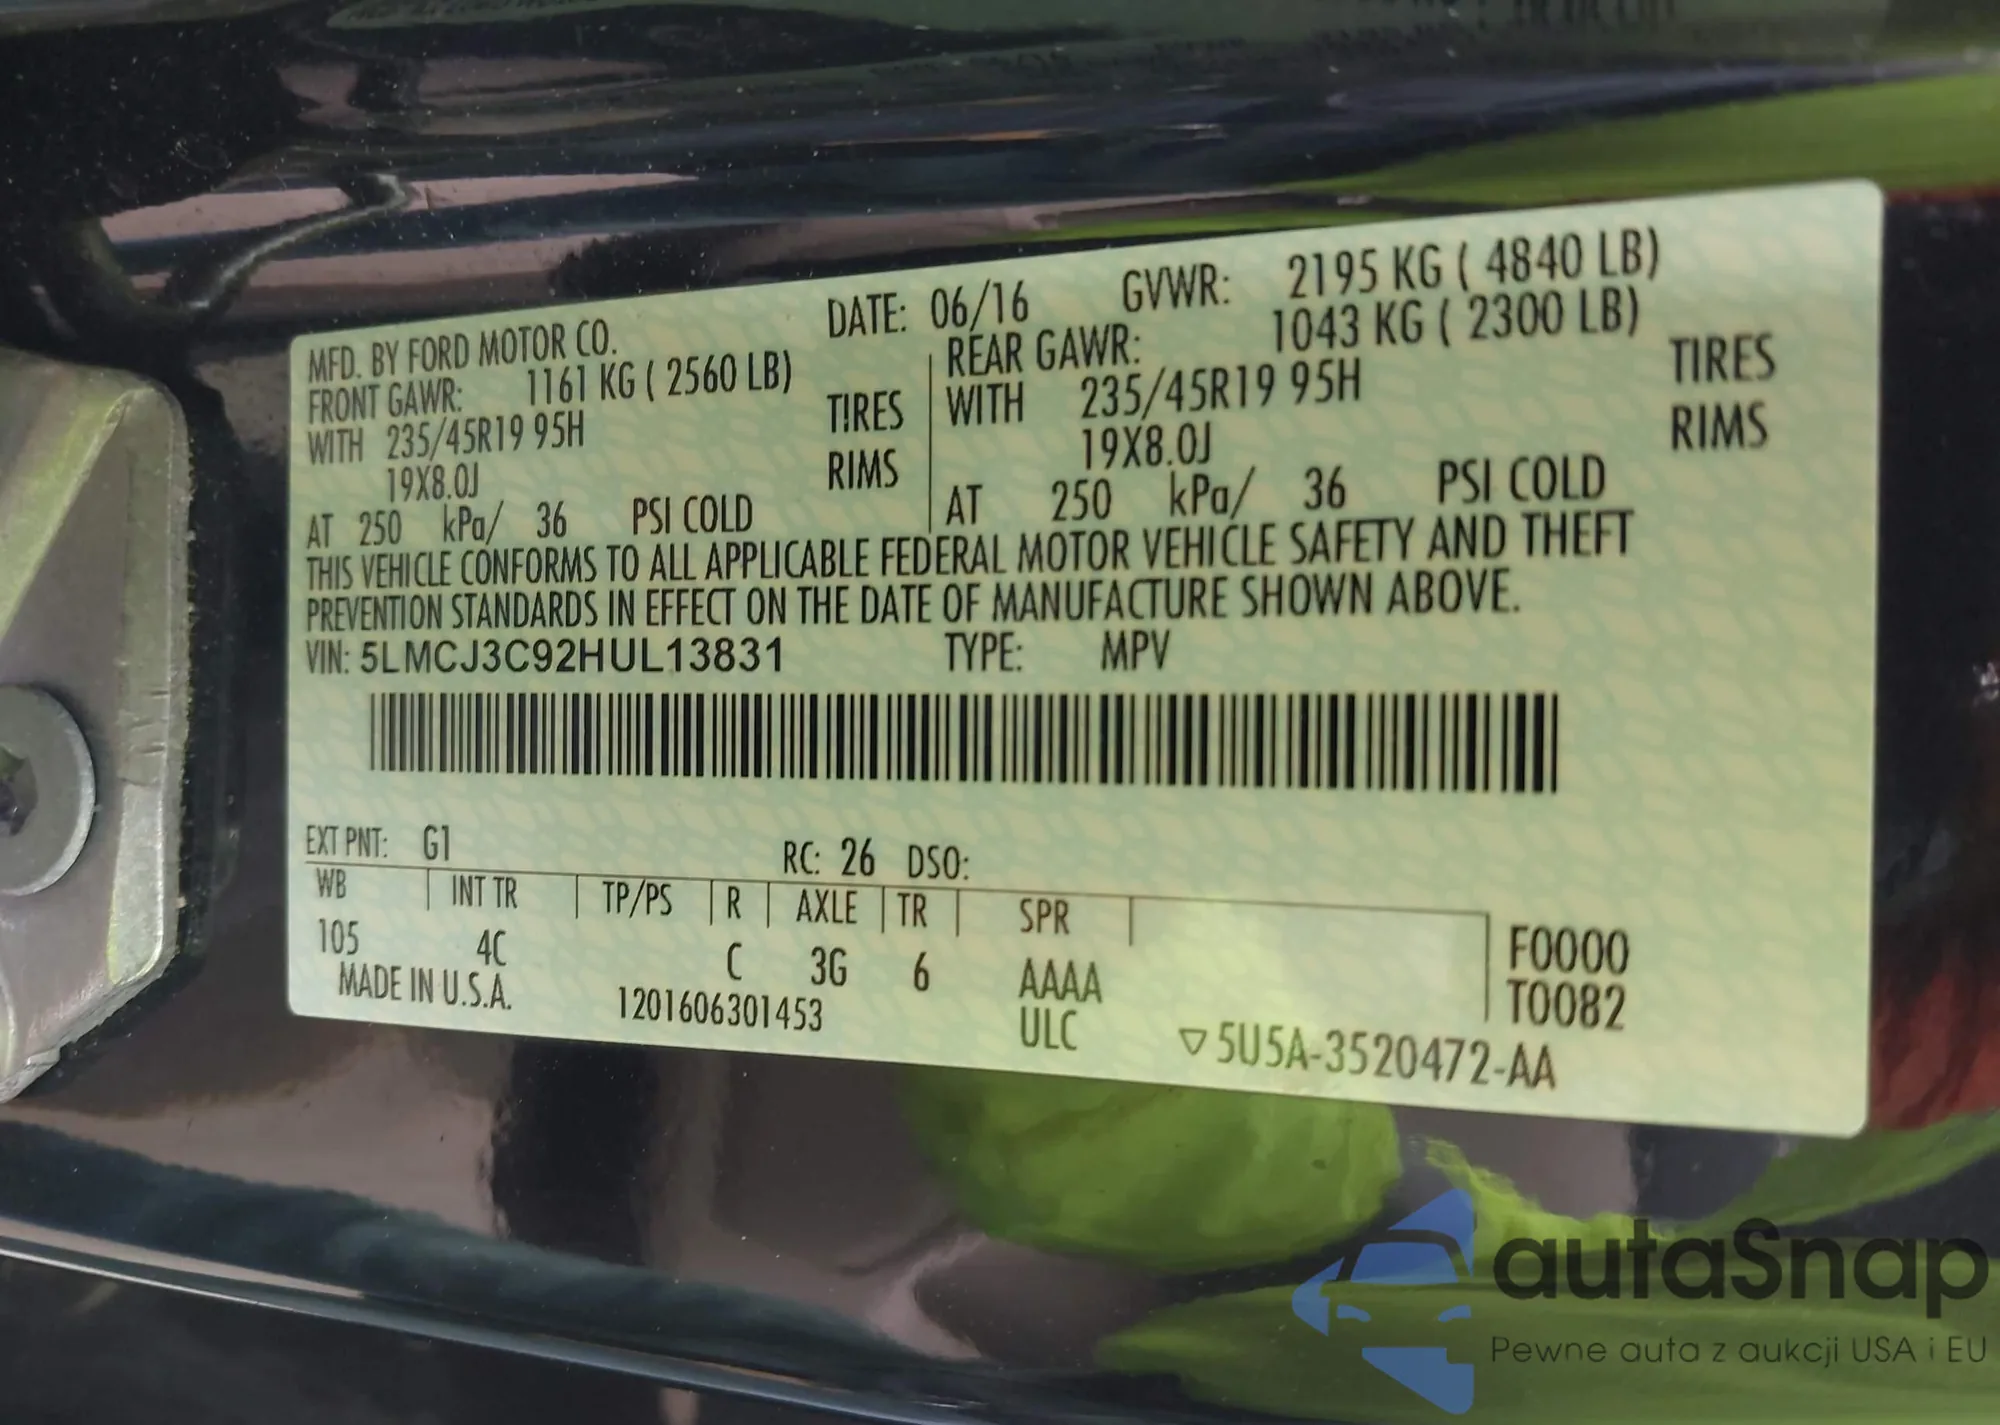 MFD. BY FORD MOTOR CO. DATE: 06/16 GVWR: 2195 KG ( 4840 LB)
FRONT GAWR: 1161 KG ( 2560 LB) REAR GAWR: 1043 KG ( 2300 LB)
WITH 235/45R19 95H TIRES WITH 235/45R19 95H TIRES
19X8.0J RIMS 19X8.0J RIMS
AT 250 kPa/ 36 PSI COLD AT 250 kPa/ 36 PSI COLD
THIS VEHICLE CONFORMS TO ALL APPLICABLE FEDERAL MOTOR VEHICLE SAFETY AND THEFT
PREVENTION STANDARDS IN EFFECT ON THE DATE OF MANUFACTURE SHOWN ABOVE.
VIN: 5LMCJ3C92HUL13831 TYPE: MPV
EXT PNT: G1 RC: 26 DSO:
WB INT TR TP/PS R AXLE TR SPR
105 4C C 3G 6 AAAA F0000
MADE IN U.S.A. 1201606301453 ULC T0082
▽5U5A-3520472-AA
autaSnap
Pewne auta z aukcji USA i EU